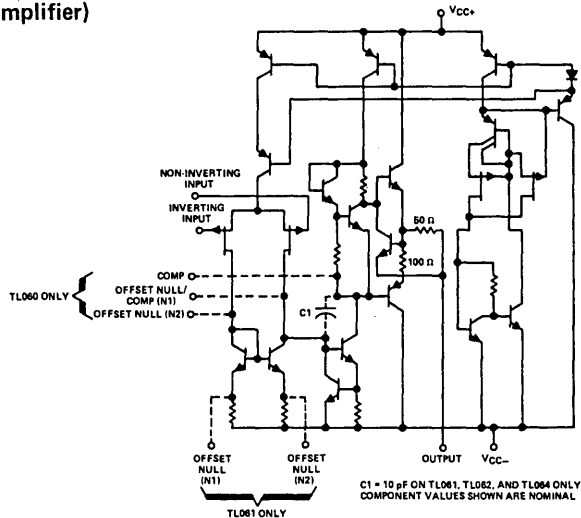 mplifier)
VCC+
NON-INVERTING
INPUT
INVERTING
INPUT
50 Ω
100 Ω
COMP
TL060 ONLY
OFFSET NULL/
COMP (N1)
OFFSET NULL (N2)
C1
OFFSET
NULL
(N1)
OFFSET
NULL
(N2)
TL061 ONLY
OUTPUT
VCC−
C1 = 10 pF ON TL061, TL062, AND TL064 ONLY
COMPONENT VALUES SHOWN ARE NOMINAL